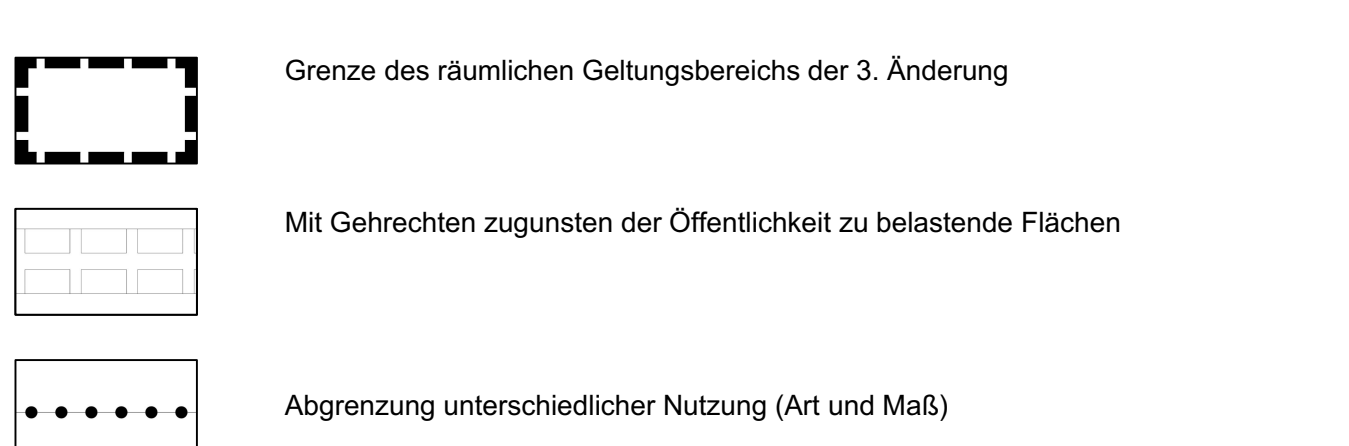 Grenze des räumlichen Geltungsbereichs der 3. Änderung
Mit Gehrechten zugunsten der Öffentlichkeit zu belastende Flächen
Abgrenzung unterschiedlicher Nutzung (Art und Maß)